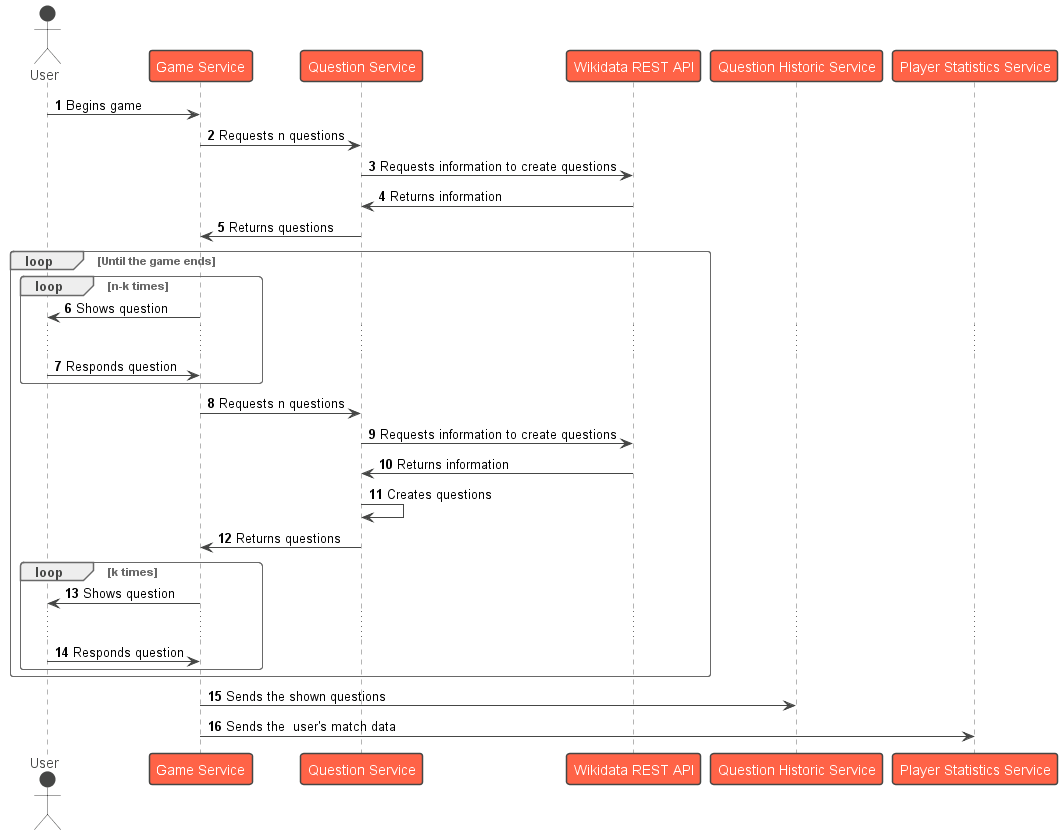 User
Game Service
Question Service
Wikidata REST API
Question Historic Service
Player Statistics Service
1 Begins game
2 Requests n questions
3 Requests information to create questions
4 Returns information
5 Returns questions
loop [Until the game ends]
loop [n-k times]
6 Shows question
7 Responds question
8 Requests n questions
9 Requests information to create questions
10 Returns information
11 Creates questions
12 Returns questions
loop [k times]
13 Shows question
14 Responds question
15 Sends the shown questions
16 Sends the  user's match data
User
Game Service
Question Service
Wikidata REST API
Question Historic Service
Player Statistics Service